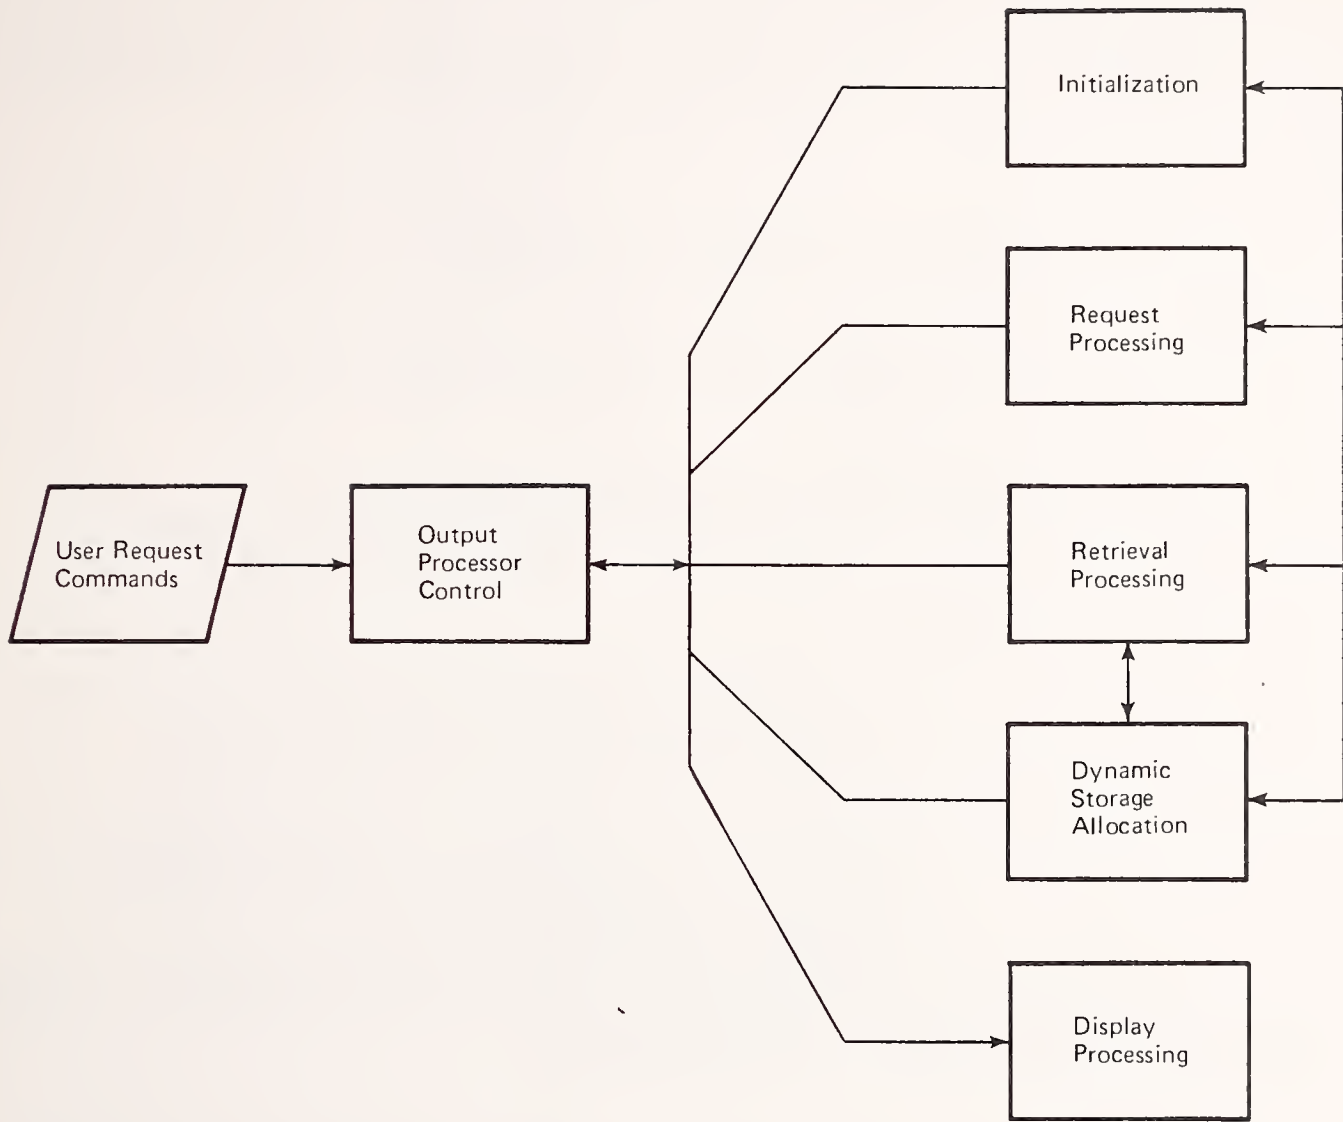 Initialization
Request
Processing
User Request
Commands
Output
Processor
Control
Retrieval
Processing
Dynamic
Storage
Allocation
Display
Processing